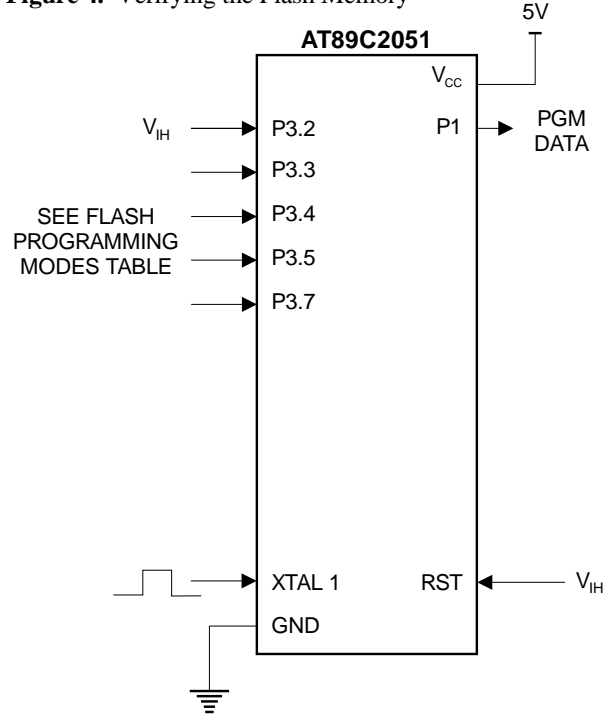 Figure 4. Verifying the Flash Memory
5V
AT89C2051
VCC
VIH
P3.2
P1
PGM
DATA
P3.3
SEE FLASH
PROGRAMMING
MODES TABLE
P3.4
P3.5
P3.7
XTAL 1
RST
VIH
GND